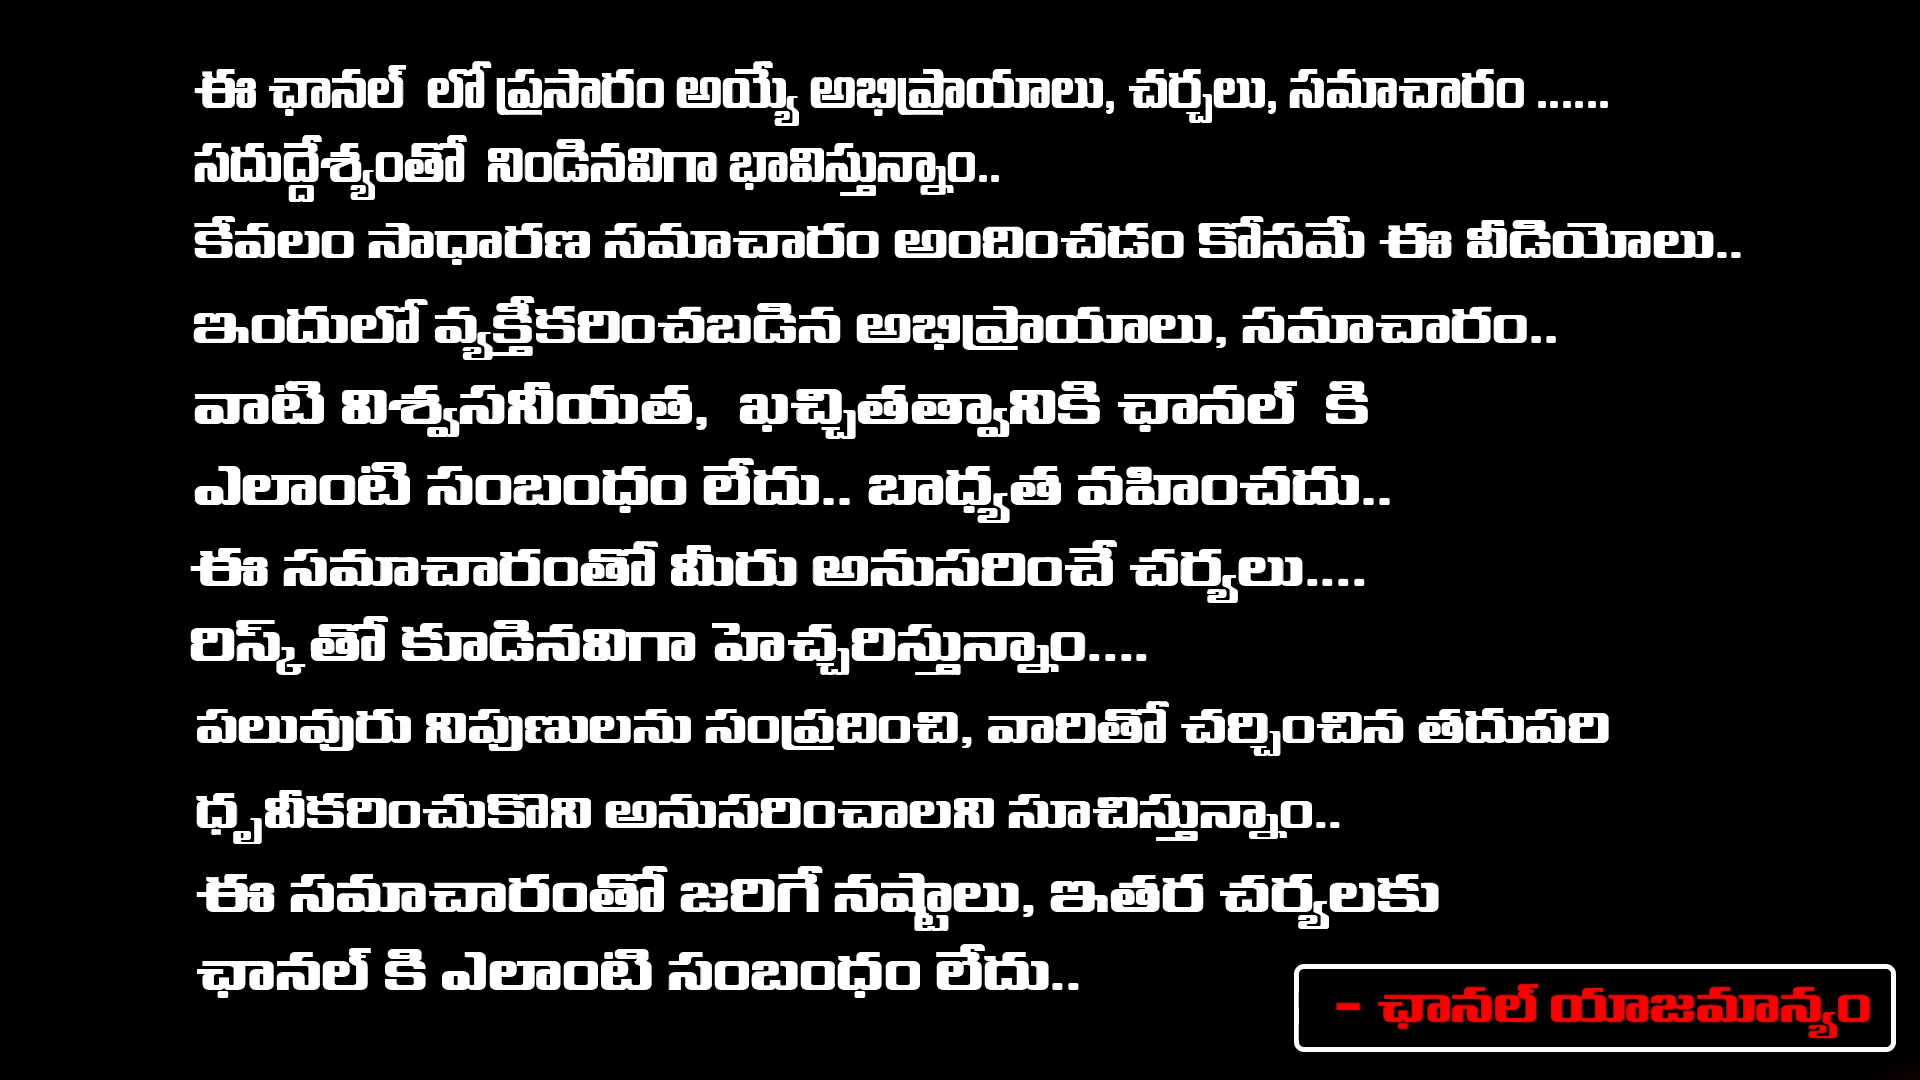 ఈ ఛానల్ లో ప్రసారం అయ్యే అభిప్రాయాలు, చర్చలు, సమాచారం ......
సదుద్దేశ్యంతో నిండినవిగా భావిస్తున్నాం..
కేవలం సాధారణ సమాచారం అందించడం కోసమే ఈ వీడియోలు..
ఇందులో వ్యక్తీకరించబడిన అభిప్రాయాలు, సమాచారం..
వాటి విశ్వసనీయత, ఖచ్చితత్వానికి ఛానల్ కి
ఎలాంటి సంబంధం లేదు.. బాధ్యత వహించదు..
ఈ సమాచారంతో మీరు అనుసరించే చర్యలు....
రిస్క్ తో కూడినవిగా హెచ్చరిస్తున్నాం....
పలువురు నిపుణులను సంప్రదించి, వారితో చర్చించిన తదుపరి
ధృవీకరించుకొని అనుసరించాలని సూచిస్తున్నాం..
ఈ సమాచారంతో జరిగే నష్టాలు, ఇతర చర్యలకు
ఛానల్ కి ఎలాంటి సంబంధం లేదు..
- ఛానల్ యాజమాన్యం